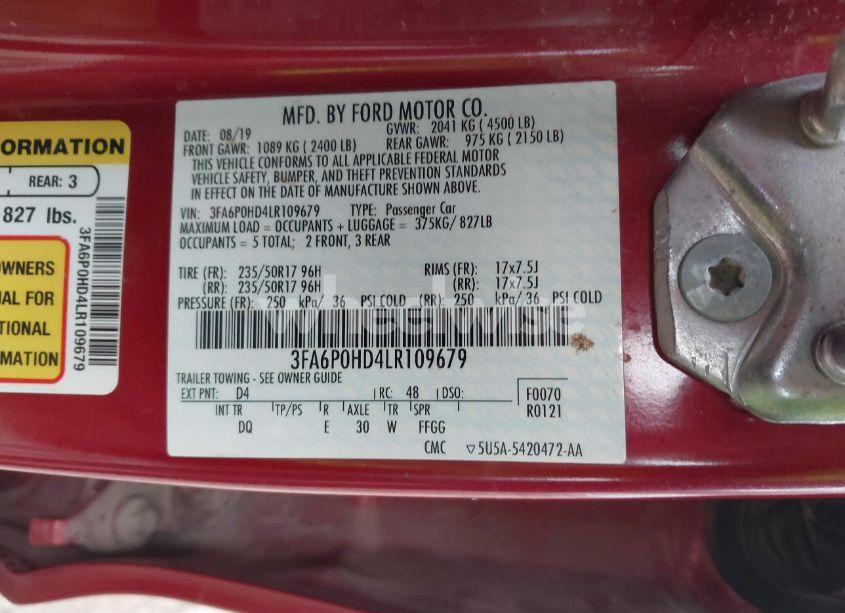 MFD. BY FORD MOTOR CO.
DATE: 08/19 GVWR: 2041 KG ( 4500 LB)
FRONT GAWR: 1089 KG ( 2400 LB) REAR GAWR: 975 KG ( 2150 LB)
THIS VEHICLE CONFORMS TO ALL APPLICABLE FEDERAL MOTOR
VEHICLE SAFETY, BUMPER, AND THEFT PREVENTION STANDARDS
IN EFFECT ON THE DATE OF MANUFACTURE SHOWN ABOVE.
VIN: 3FA6P0HD4LR109679 TYPE: Passenger Car
MAXIMUM LOAD = OCCUPANTS + LUGGAGE = 375KG/ 827LB
OCCUPANTS = 5 TOTAL; 2 FRONT, 3 REAR
TIRE (FR): 235/50R17 96H RIMS (FR): 17x7.5J
(RR): 235/50R17 96H (RR): 17x7.5J
PRESSURE (FR): 250 kPa/ 36 PSI COLD (RR): 250 kPa/ 36 PSI COLD
3FA6P0HD4LR109679
TRAILER TOWING - SEE OWNER GUIDE
EXT PNT: D4 RC: 48 DSO: F0070
INT TR TP/PS R AXLE TR SPR R0121
DQ E 30 W FFGG
CMC ▽5U5A-5420472-AA
ORMATION
REAR: 3
827 lbs.
OWNERS
UAL FOR
TIONAL
RMATION
3FA6P0HD4LR109679
wheelwise